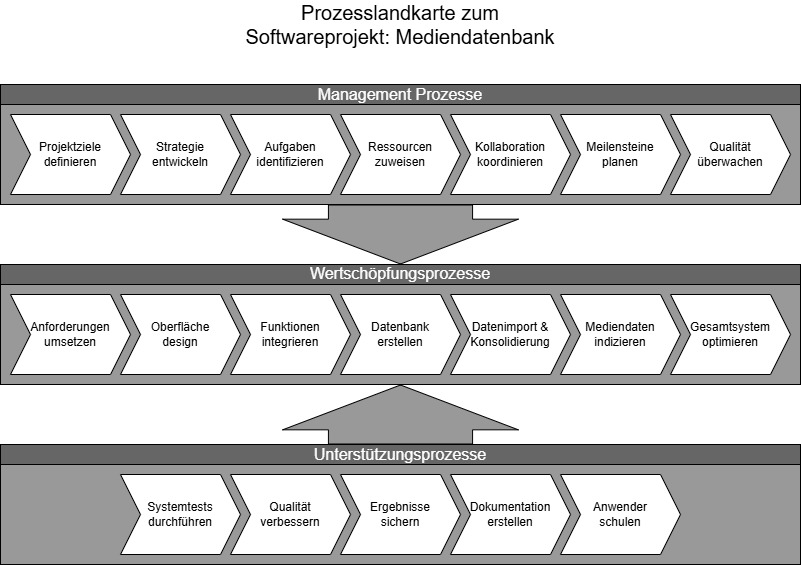 Prozesslandkarte zum
Softwareprojekt: Mediendatenbank
Management Prozesse
Projektziele
definieren
Strategie
entwickeln
Aufgaben
identifizieren
Ressourcen
zuweisen
Kollaboration
koordinieren
Meilensteine
planen
Qualität
überwachen
Wertschöpfungsprozesse
Anforderungen
umsetzen
Oberfläche
design
Funktionen
integrieren
Datenbank
erstellen
Datenimport &
Konsolidierung
Mediendaten
indizieren
Gesamtsystem
optimieren
Unterstützungsprozesse
Systemtests
durchführen
Qualität
verbessern
Ergebnisse
sichern
Dokumentation
erstellen
Anwender
schulen